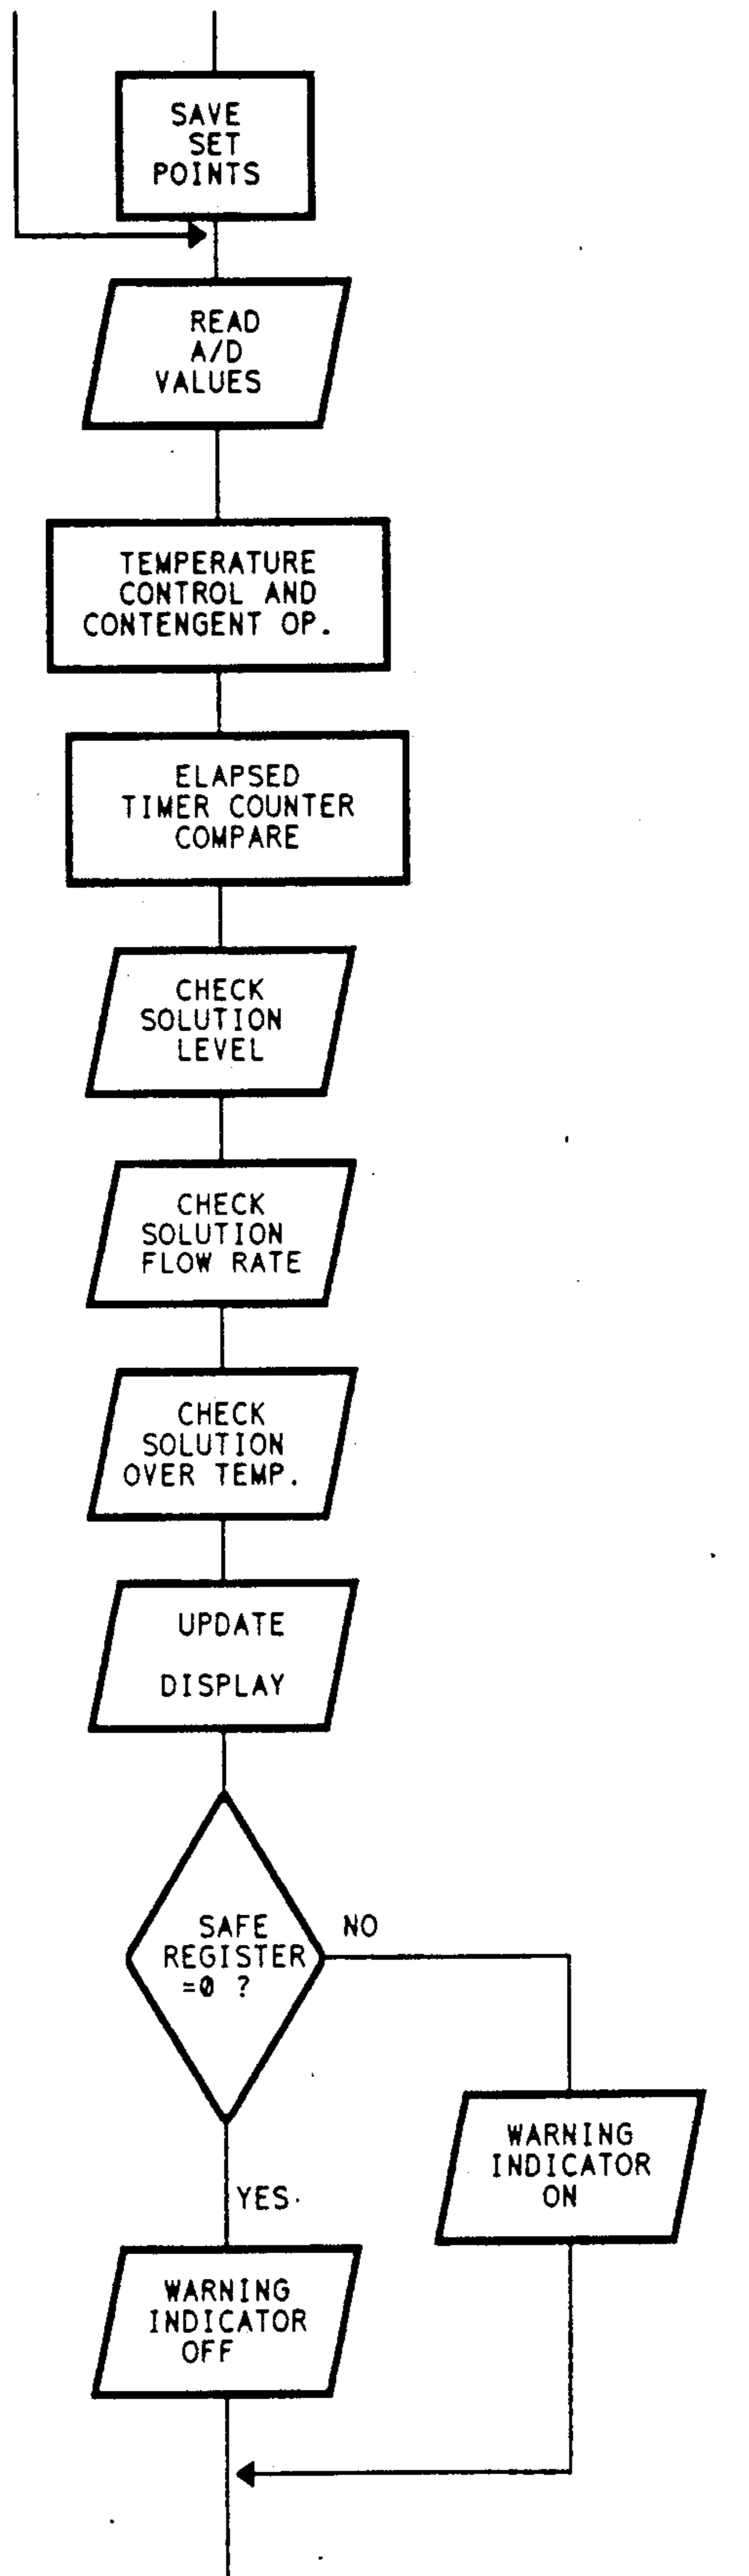 SAVE
SET
POINTS
READ
A/D
VALUES
TEMPERATURE
CONTROL AND
CONTENGENT OP.
ELAPSED
TIMER COUNTER
COMPARE
CHECK
SOLUTION
LEVEL
CHECK
SOLUTION
FLOW RATE
CHECK
SOLUTION
OVER TEMP.
UPDATE
DISPLAY
SAFE
REGISTER
=0 ?
NO
WARNING
INDICATOR
ON
YES
WARNING
INDICATOR
OFF